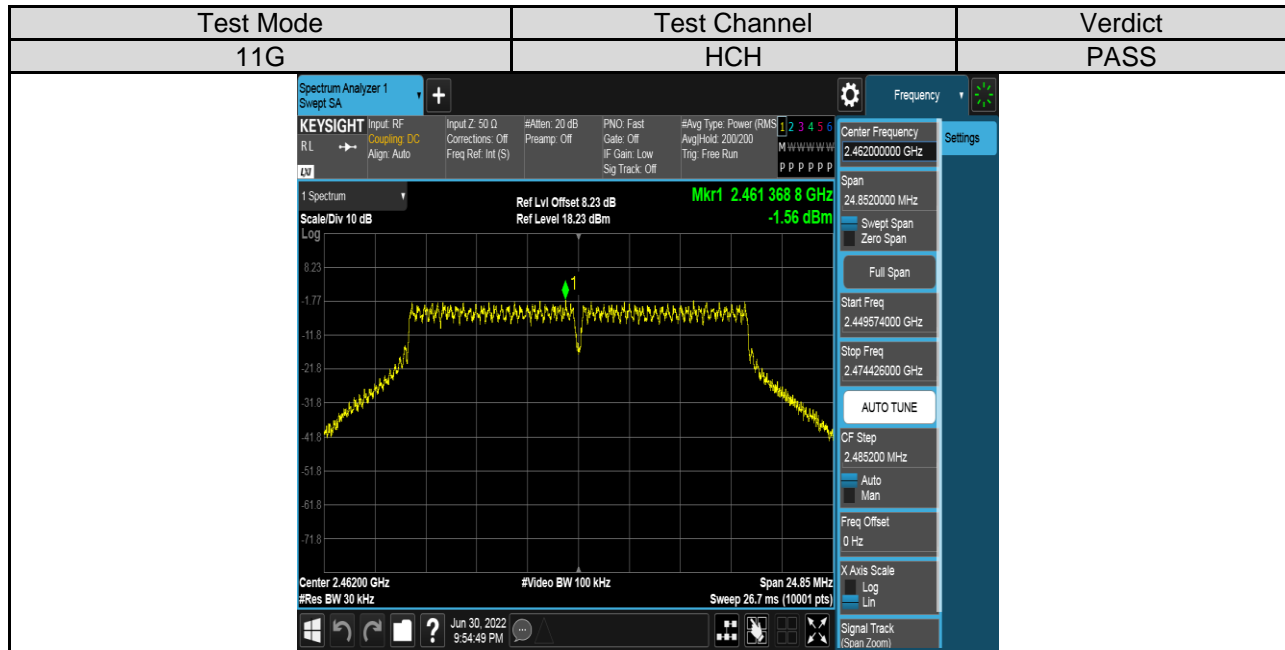 Test Mode Test Channel Verdict
11G HCH PASS
Spectrum Analyzer 1
Swept SA
+
Frequency
KEYSIGHT
RL
LXI
Input: RF
Coupling: DC
Align: Auto
Input Z: 50 Ω
Corrections: Off
Freq Ref: Int (S)
#Atten: 20 dB
Preamp: Off
PNO: Fast
Gate: Off
IF Gain: Low
Sig Track: Off
#Avg Type: Power (RMS
Avg|Hold: 200/200
Trig: Free Run
1 2 3 4 5 6
M W W W W W
P P P P P P
1 Spectrum
Scale/Div 10 dB
Ref Lvl Offset 8.23 dB
Ref Level 18.23 dBm
Mkr1 2.461 368 8 GHz
-1.56 dBm
Log
8.23
-1.77
-11.8
-21.8
-31.8
-41.8
-51.8
-61.8
-71.8
1
Center 2.46200 GHz
#Res BW 30 kHz
#Video BW 100 kHz
Span 24.85 MHz
Sweep 26.7 ms (10001 pts)
Center Frequency
2.462000000 GHz
Settings
Span
24.8520000 MHz
Swept Span
Zero Span
Full Span
Start Freq
2.449574000 GHz
Stop Freq
2.474426000 GHz
AUTO TUNE
CF Step
2.485200 MHz
Auto
Man
Freq Offset
0 Hz
X Axis Scale
Log
Lin
Signal Track
(Span Zoom)
?
Jun 30, 2022
9:54:49 PM